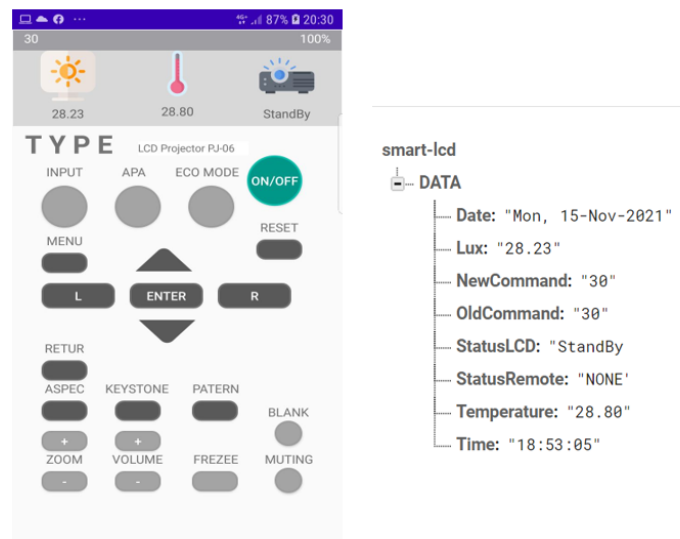 4G+ 87% 20:30
30 100%
28.23 28.80 StandBy
TYPE LCD Projector PJ-06
INPUT APA ECO MODE ON/OFF
RESET
MENU
L ENTER R
RETUR
ASPEC KEYSTONE PATERN
BLANK
+ +
ZOOM VOLUME FREZEE MUTING
- -
smart-lcd
DATA
Date: "Mon, 15-Nov-2021"
Lux: "28.23"
NewCommand: "30"
OldCommand: "30"
StatusLCD: "StandBy
StatusRemote: "NONE'
Temperature: "28.80"
Time: "18:53:05"